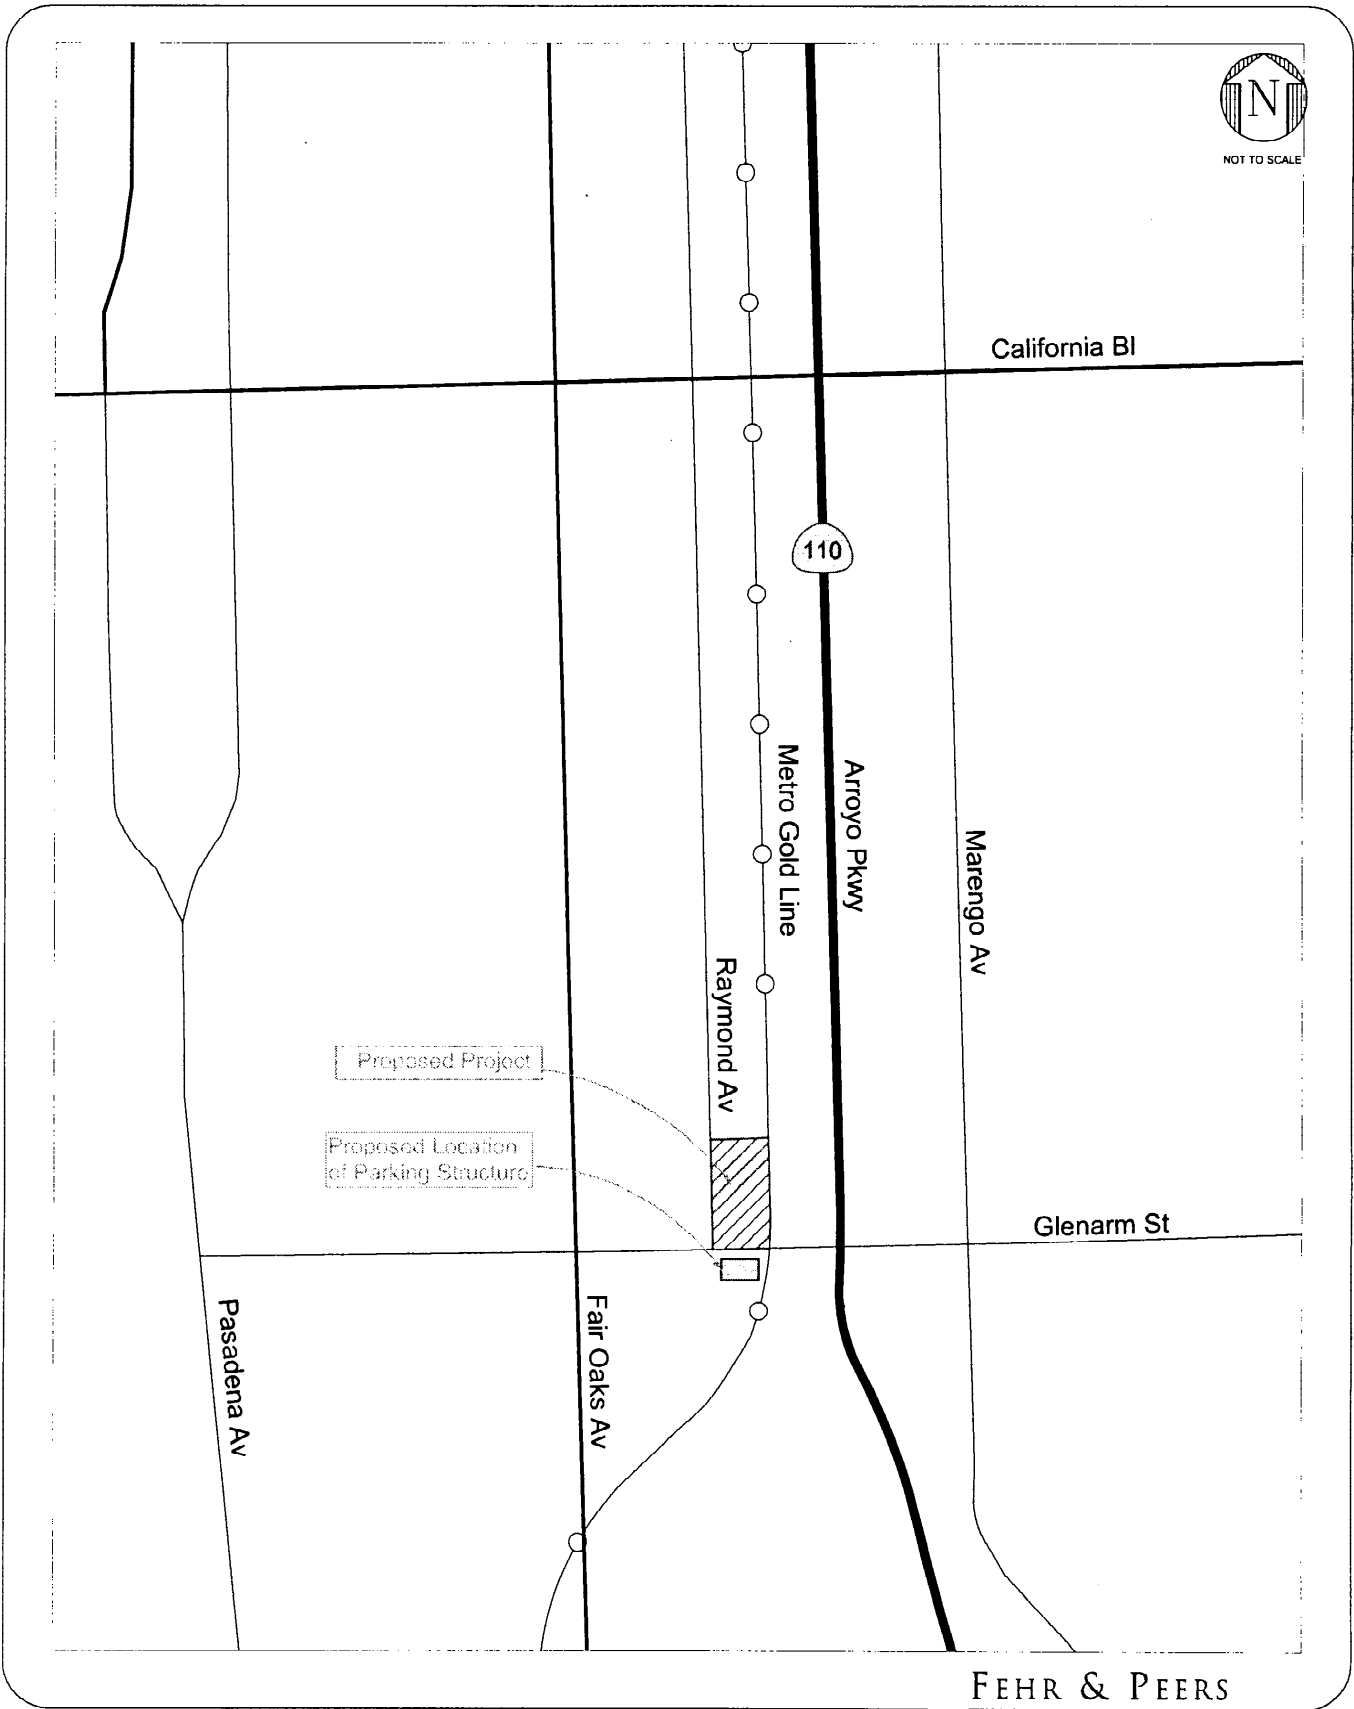 N
NOT TO SCALE
California Bl
110
Metro Gold Line
Arroyo Pkwy
Marengo Av
Raymond Av
Proposed Project
Proposed Location
of Parking Structure
Glenarm St
Pasadena Av
Fair Oaks Av
FEHR & PEERS